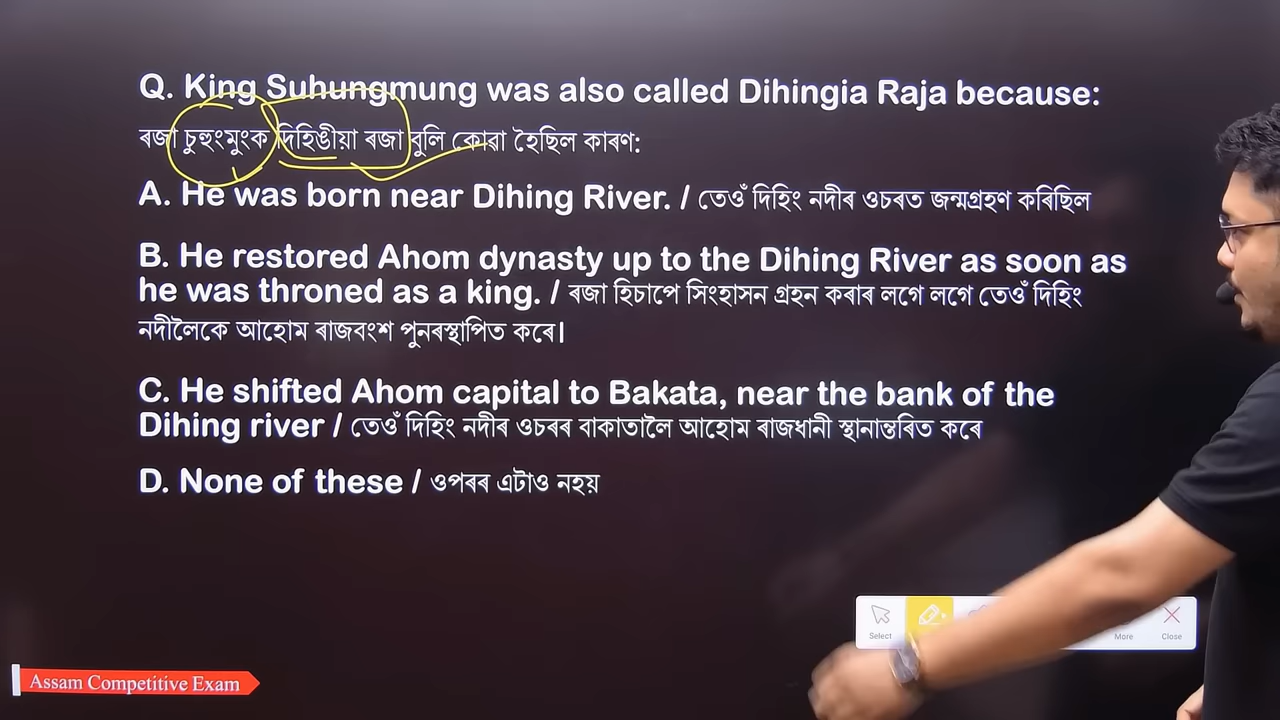 Q. King Suhungmung was also called Dihingia Raja because:
ৰজা চুহুংমুংক দিহিঙীয়া ৰজা বুলি কোৱা হৈছিল কাৰণ:
A. He was born near Dihing River. / তেওঁ দিহিং নদীৰ ওচৰত জন্মগ্ৰহণ কৰিছিল
B. He restored Ahom dynasty up to the Dihing River as soon as
he was throned as a king. / ৰজা হিচাপে সিংহাসন গ্ৰহন কৰাৰ লগে লগে তেওঁ দিহিং
নদীলৈকে আহোম ৰাজবংশ পুনৰস্থাপিত কৰে।
C. He shifted Ahom capital to Bakata, near the bank of the
Dihing river / তেওঁ দিহিং নদীৰ ওচৰৰ বাকাতালৈ আহোম ৰাজধানী স্থানান্তৰিত কৰে
D. None of these / ওপৰৰ এটাও নহয়
Select
More
Close
Assam Competitive Exam